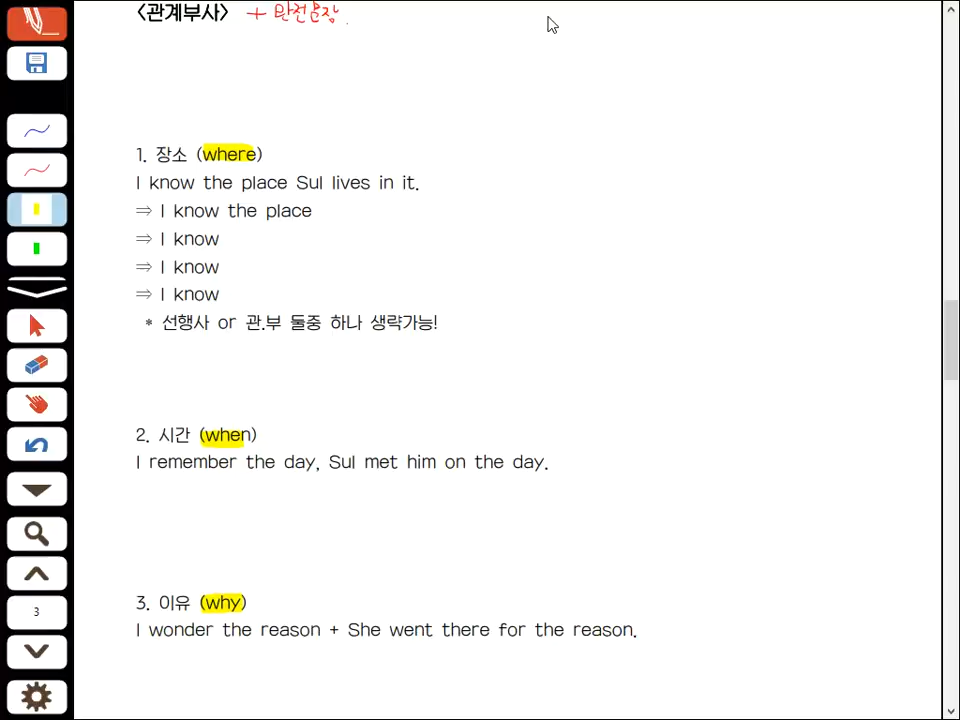 <관계부사> + 완전문장.
1. 장소 (where)
I know the place Sul lives in it.
⇒ I know the place
⇒ I know
⇒ I know
⇒ I know
* 선행사 or 관.부 둘중 하나 생략가능!
2. 시간 (when)
I remember the day, Sul met him on the day.
3. 이유 (why)
I wonder the reason + She went there for the reason.
3